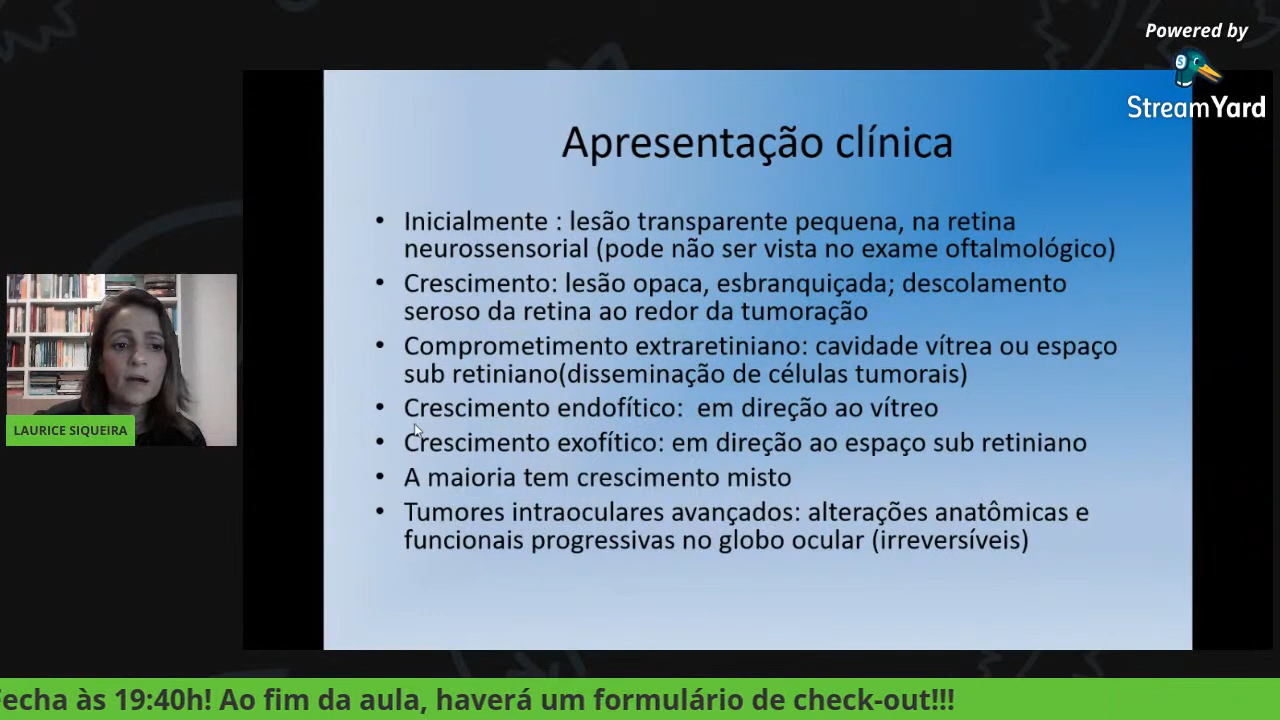 Powered by
StreamYard
Apresentação clínica
• Inicialmente : lesão transparente pequena, na retina
neurossensorial (pode não ser vista no exame oftalmológico)
• Crescimento: lesão opaca, esbranquiçada; descolamento
seroso da retina ao redor da tumoração
• Comprometimento extraretiniano: cavidade vítrea ou espaço
sub retiniano(disseminação de células tumorais)
• Crescimento endofítico: em direção ao vítreo
• Crescimento exofítico: em direção ao espaço sub retiniano
• A maioria tem crescimento misto
• Tumores intraoculares avançados: alterações anatômicas e
funcionais progressivas no globo ocular (irreversíveis)
LAURICE SIQUEIRA
fecha às 19:40h! Ao fim da aula, haverá um formulário de check-out!!!